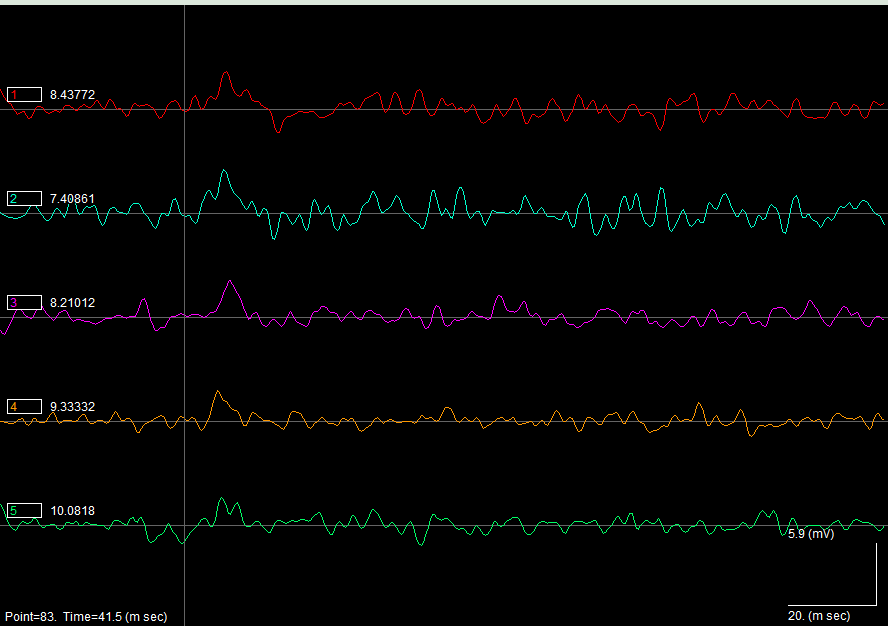 1 8.43772
2 7.40861
3 8.21012
4 9.33332
5 10.0818
5.9 (mV)
Point=83. Time=41.5 (m sec)
20. (m sec)